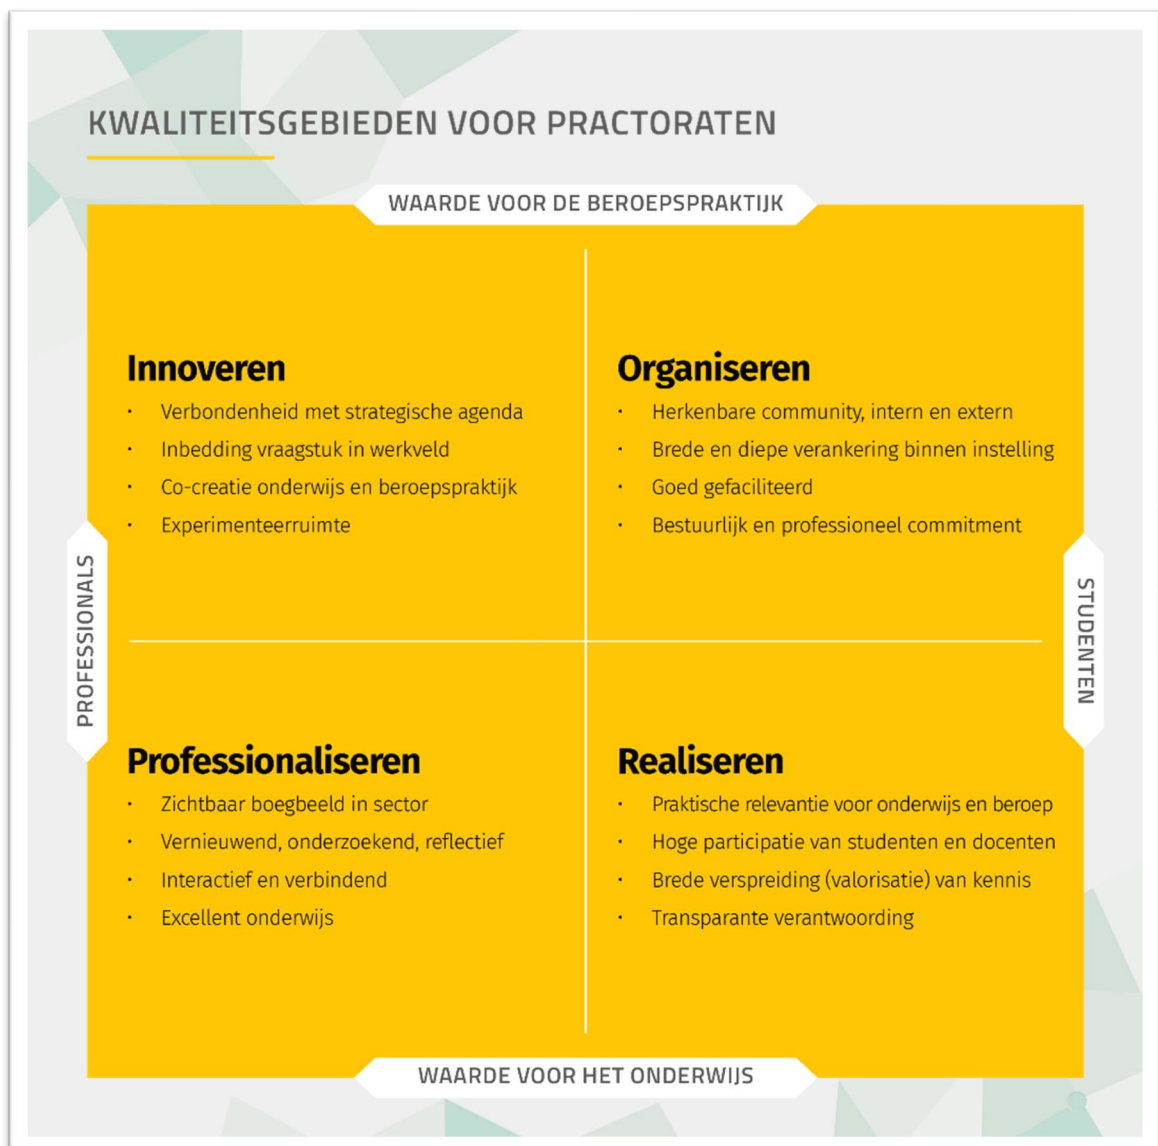 KWALITEITSGEBIEDEN VOOR PRACTORATEN
WAARDE VOOR DE BEROEPSPRAKTIJK
Innoveren
· Verbondenheid met strategische agenda
· Inbedding vraagstuk in werkveld
· Co-creatie onderwijs en beroepspraktijk
· Experimenteerruimte
Organiseren
· Herkenbare community, intern en extern
· Brede en diepe verankering binnen instelling
· Goed gefaciliteerd
· Bestuurlijk en professioneel commitment
PROFESSIONALS
STUDENTEN
Professionaliseren
· Zichtbaar boegbeeld in sector
· Vernieuwend, onderzoekend, reflectief
· Interactief en verbindend
· Excellent onderwijs
Realiseren
· Praktische relevantie voor onderwijs en beroep
· Hoge participatie van studenten en docenten
· Brede verspreiding (valorisatie) van kennis
· Transparante verantwoording
WAARDE VOOR HET ONDERWIJS